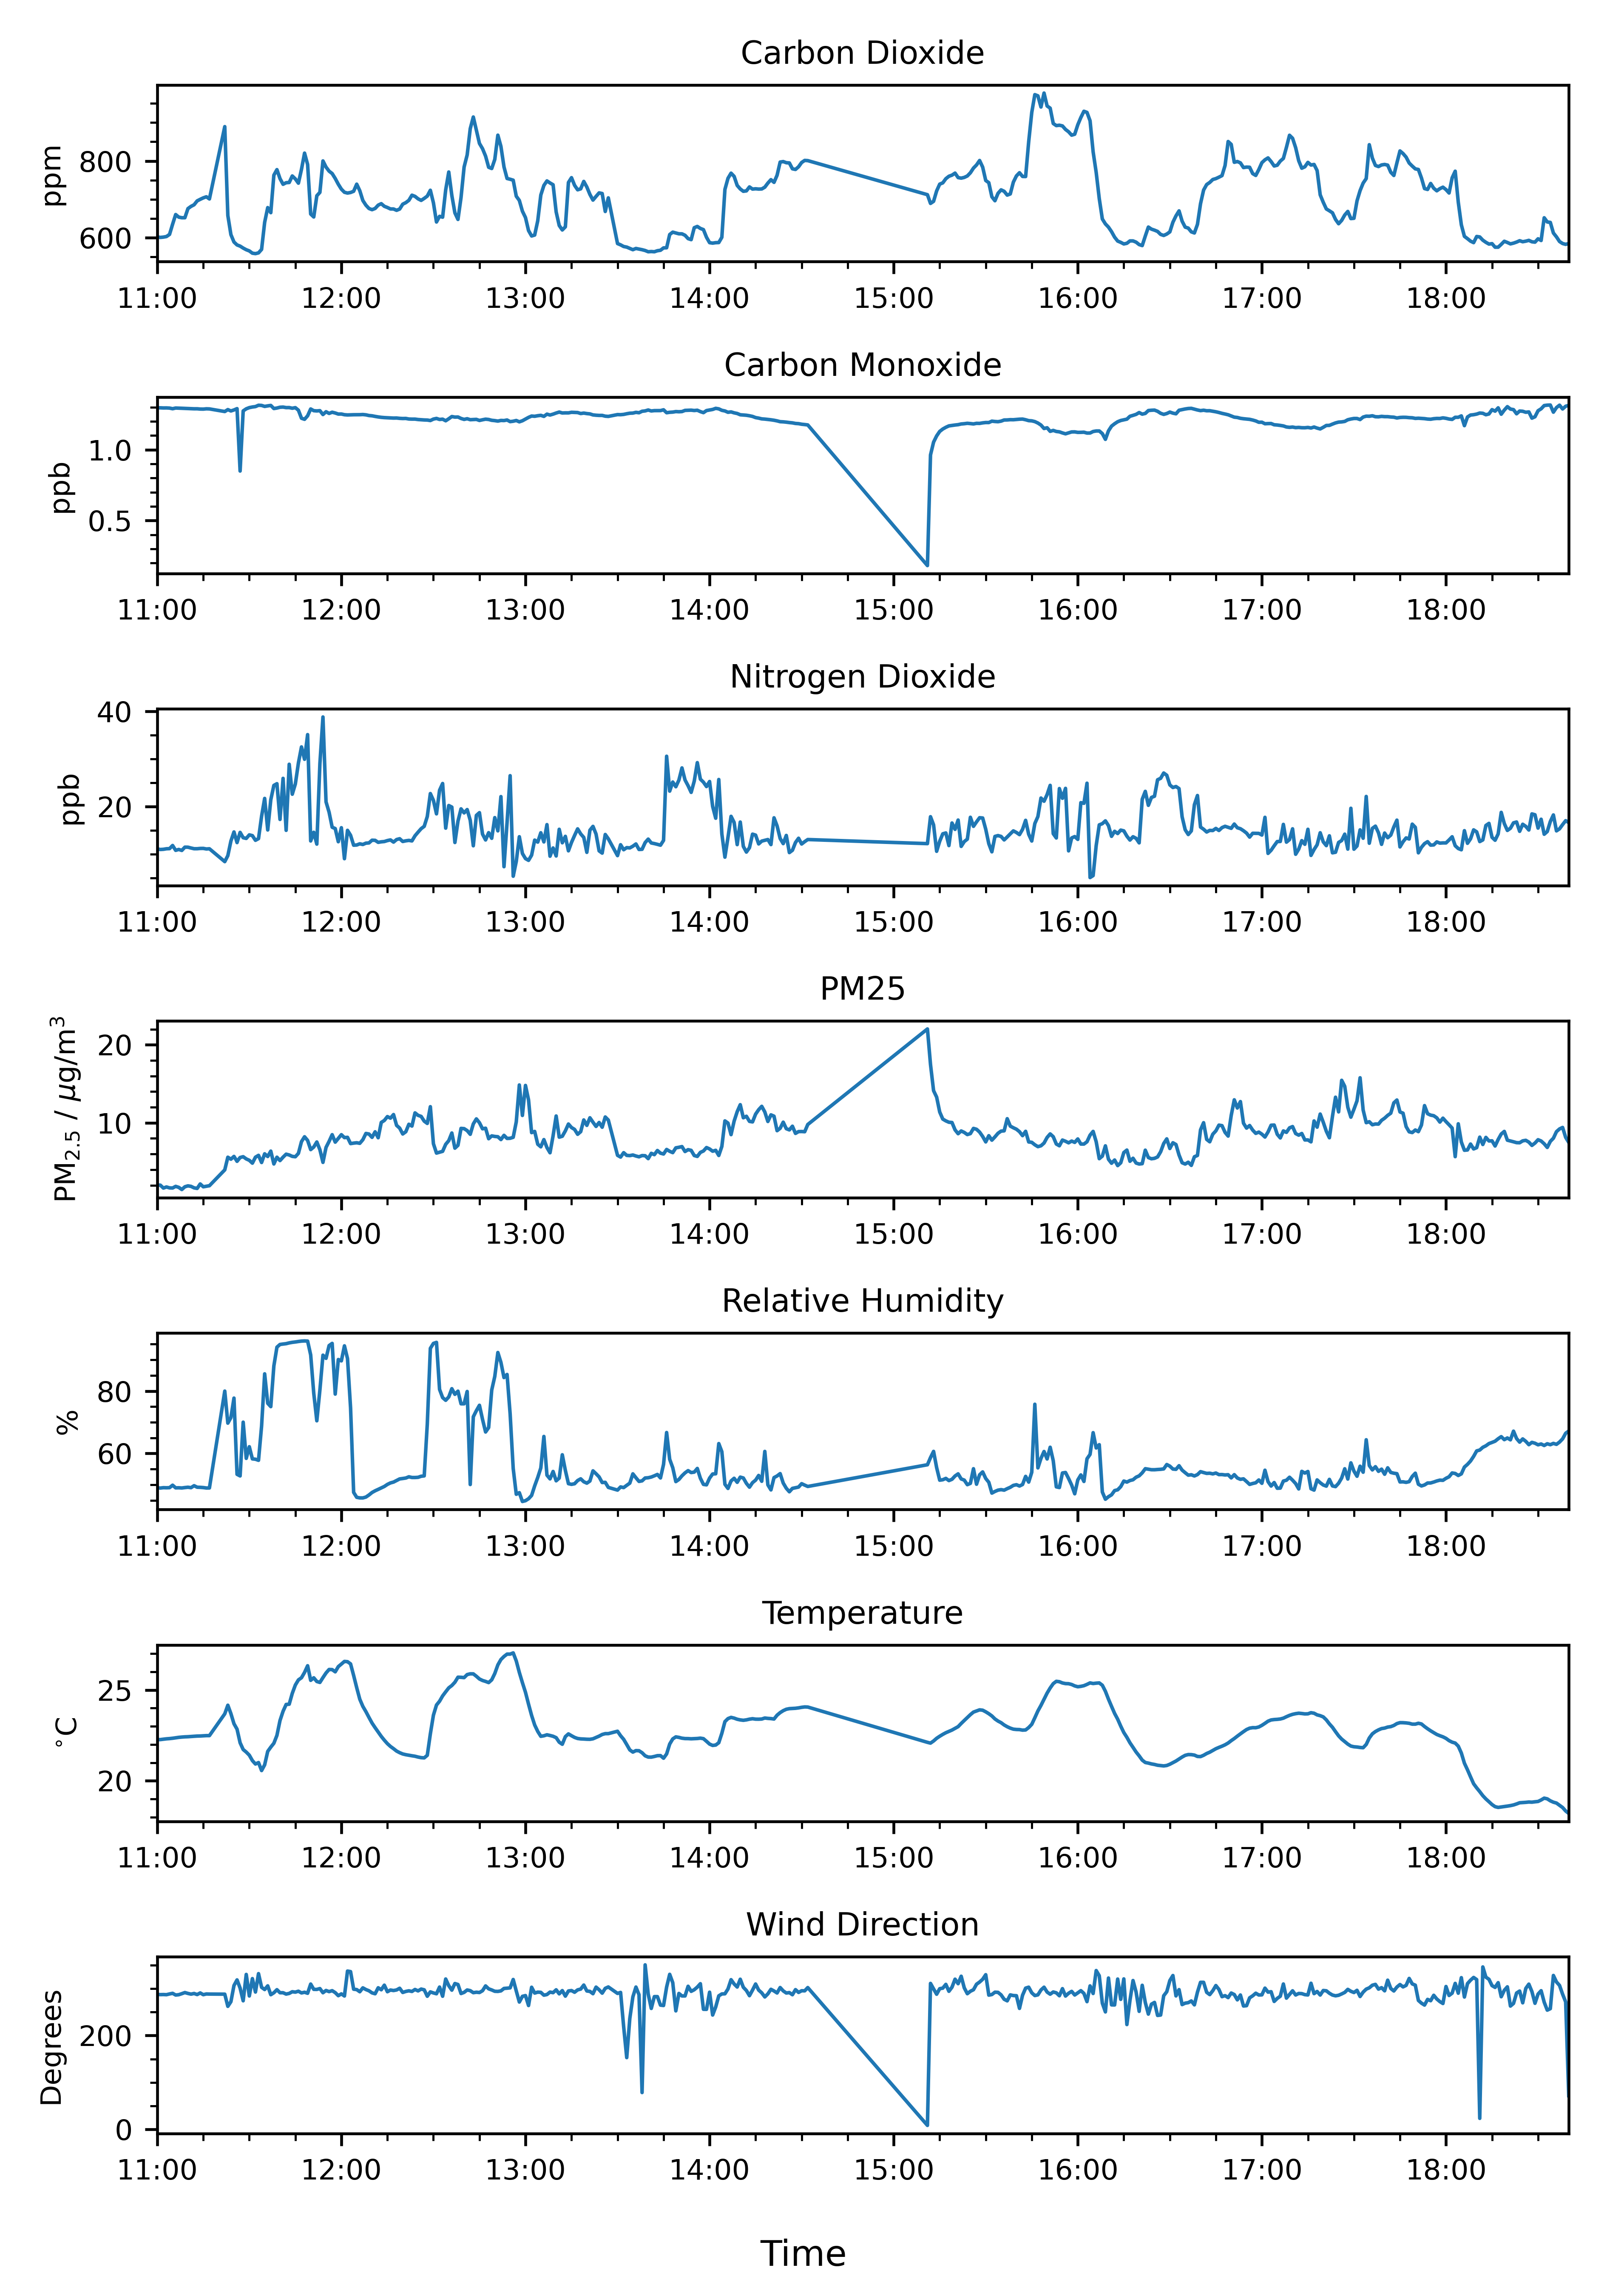 Carbon Dioxide
ppm
800
600
11:00 12:00 13:00 14:00 15:00 16:00 17:00 18:00
Carbon Monoxide
ppb
1.0
0.5
11:00 12:00 13:00 14:00 15:00 16:00 17:00 18:00
Nitrogen Dioxide
ppb
40
20
11:00 12:00 13:00 14:00 15:00 16:00 17:00 18:00
PM25
PM2.5 / μg/m3
20
10
11:00 12:00 13:00 14:00 15:00 16:00 17:00 18:00
Relative Humidity
%
80
60
11:00 12:00 13:00 14:00 15:00 16:00 17:00 18:00
Temperature
°C
25
20
11:00 12:00 13:00 14:00 15:00 16:00 17:00 18:00
Wind Direction
Degrees
200
0
11:00 12:00 13:00 14:00 15:00 16:00 17:00 18:00
Time